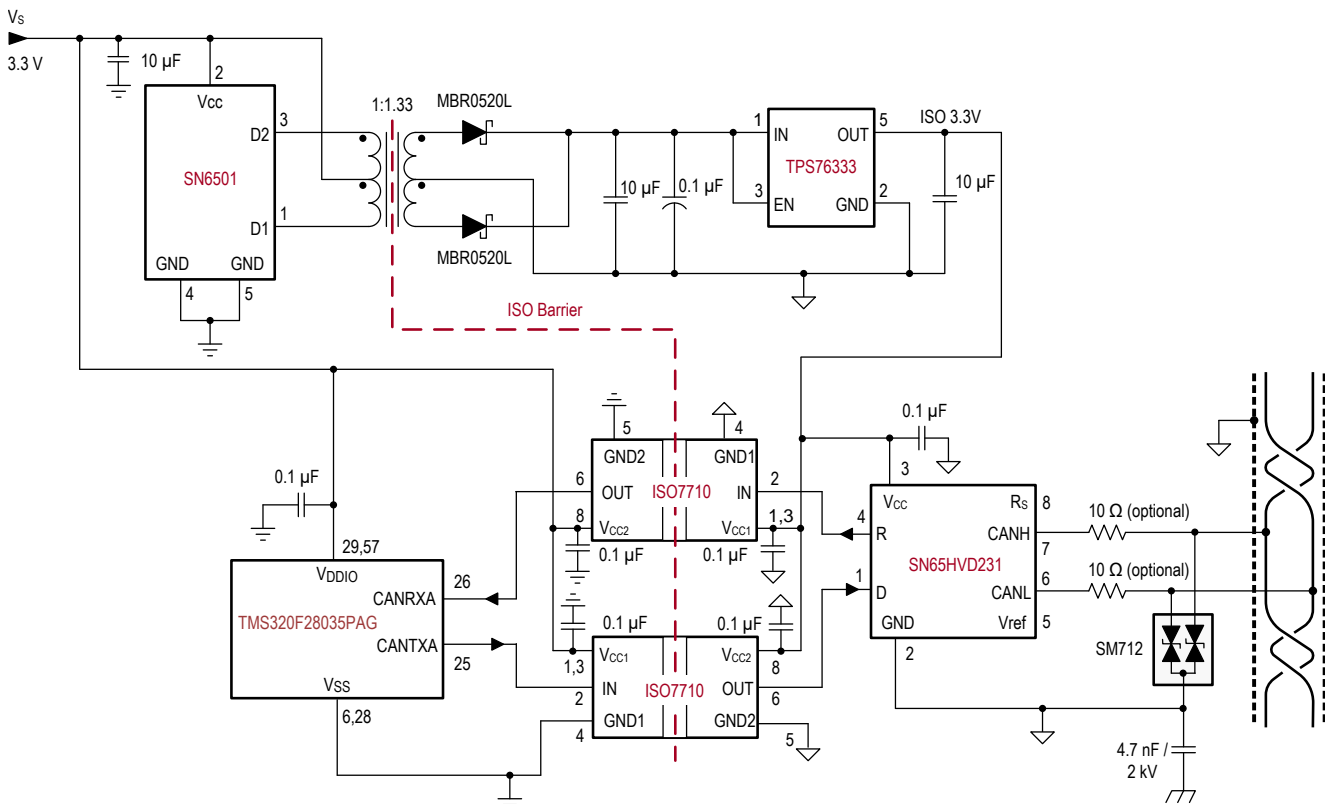 VS
3.3 V
10 µF
2
Vcc
D2
3
SN6501
D1
1
GND
GND
4
5
1:1.33
MBR0520L
MBR0520L
10 µF
0.1 µF
1
IN
OUT
5
TPS76333
3
EN
GND
2
ISO 3.3V
10 µF
ISO Barrier
5
GND2
6
OUT
8
VCC2
ISO7710
4
GND1
IN
2
VCC1
1,3
0.1 µF
0.1 µF
0.1 µF
29,57
VDDIO
26
CANRXA
TMS320F28035PAG
CANTXA
25
VSS
6,28
0.1 µF
0.1 µF
1,3
VCC1
IN
2
GND1
4
ISO7710
VCC2
8
OUT
6
GND2
5
0.1 µF
3
VCC
RS
8
4
R
CANH
7
SN65HVD231
1
D
CANL
6
GND
Vref
5
2
10 Ω (optional)
10 Ω (optional)
SM712
4.7 nF /
2 kV